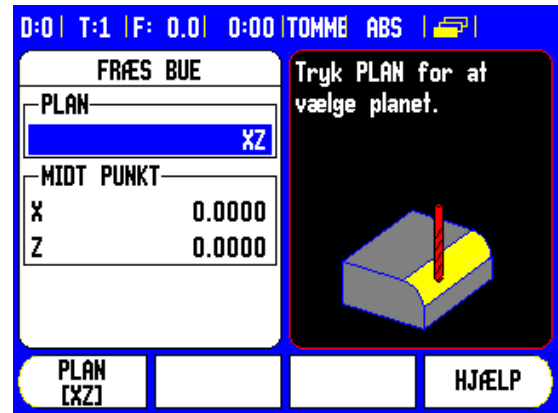 D:0 | T:1 | F: 0.0 | 0:00 | TOMME ABS |
FRÆS BUE
PLAN
XZ
MIDT PUNKT
X 0.0000
Z 0.0000
Tryk PLAN for at
vælge planet.
PLAN
[XZ]
HJÆLP